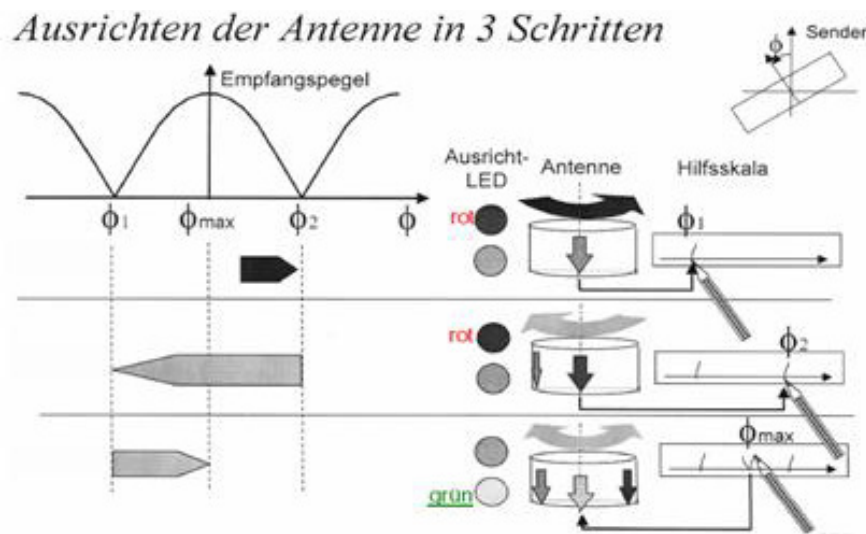 Ausrichten der Antenne in 3 Schritten
ϕ
Sender
Empfangspegel
ϕ1 ϕmax ϕ2 ϕ
Ausricht-
LED
Antenne
Hilfsskala
rot
ϕ1
rot
ϕ2
ϕmax
grün